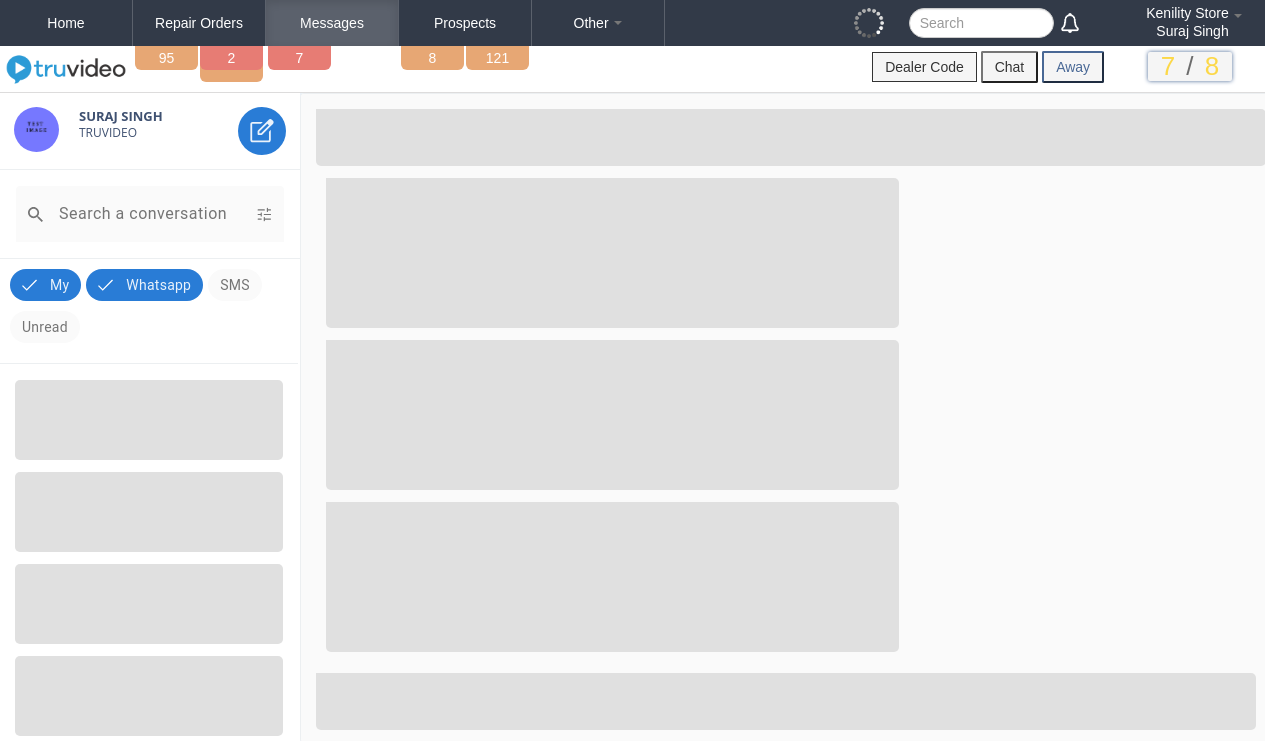 Home Repair Orders Messages Prospects Other
Search
Kenility Store
Suraj Singh
truvideo
95 2 7 8 121
Dealer Code Chat Away 7 / 8
SURAJ SINGH
TRUVIDEO
TEST
IMAGE
Search a conversation
My Whatsapp SMS
Unread